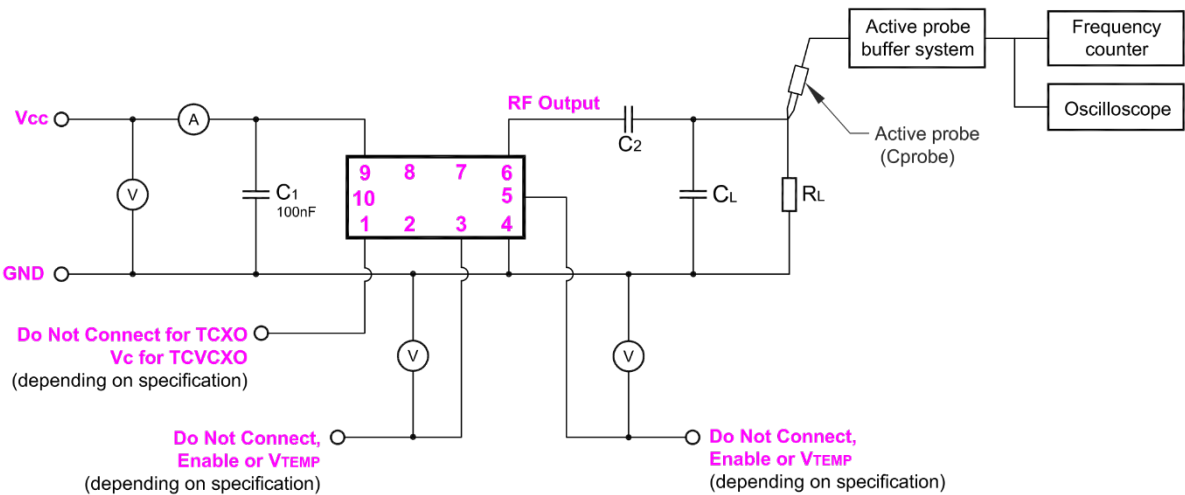 Active probe
buffer system
Frequency
counter
Oscilloscope
RF Output
Vcc
A
C2
Active probe
(Cprobe)
V
C1
100nF
9 8 7 6
10 5
1 2 3 4
CL
RL
GND
Do Not Connect for TCXO
Vc for TCVCXO
(depending on specification)
V
V
Do Not Connect,
Enable or VTEMP
(depending on specification)
Do Not Connect,
Enable or VTEMP
(depending on specification)